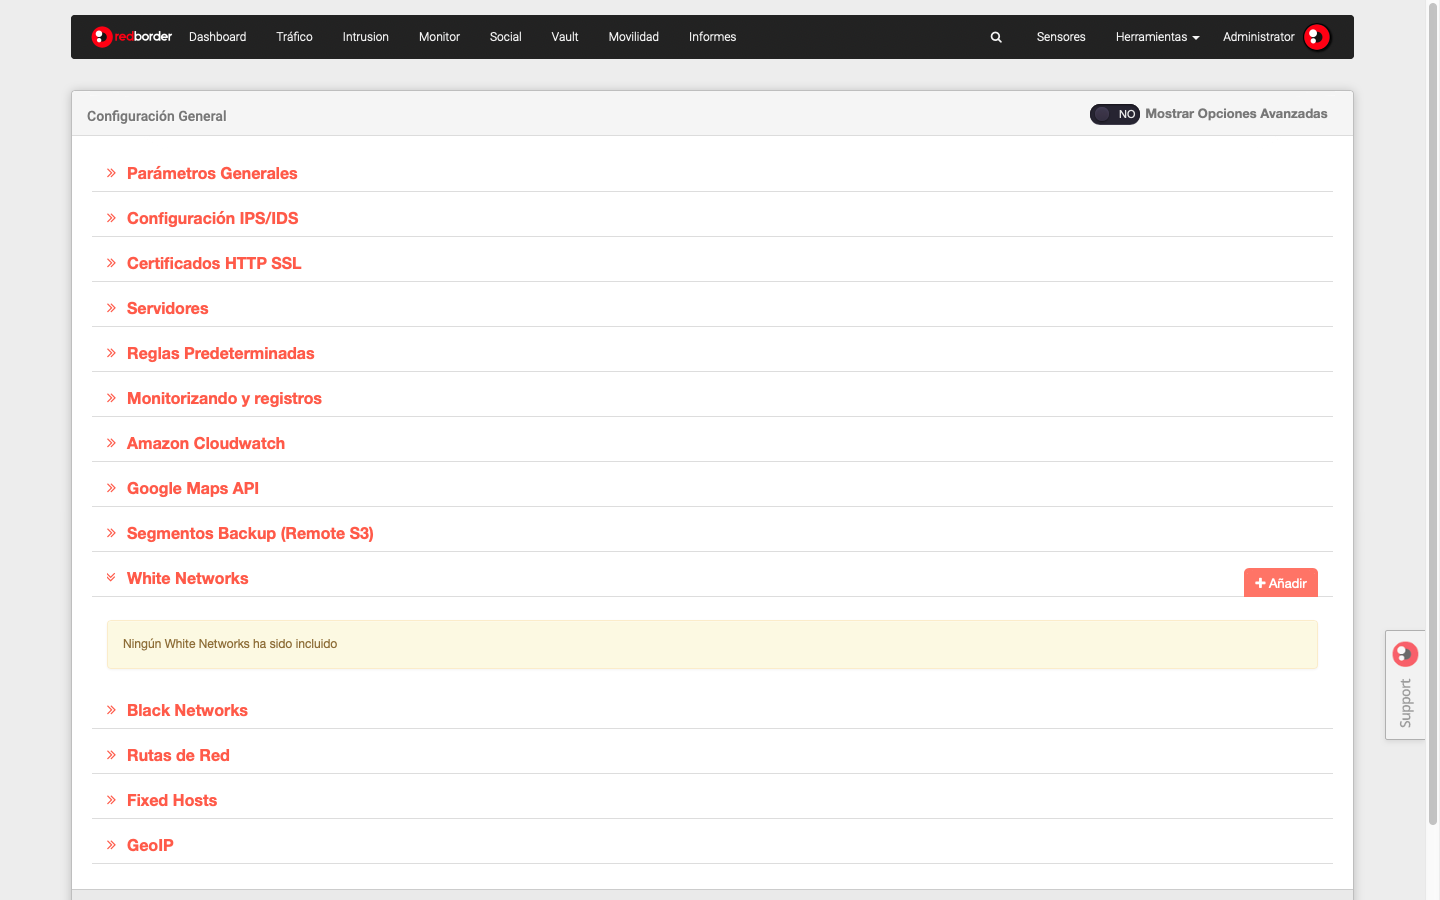 redborder Dashboard Tráfico Intrusion Monitor Social Vault Movilidad Informes Sensores Herramientas Administrator
Configuración General NO Mostrar Opciones Avanzadas
Parámetros Generales
Configuración IPS/IDS
Certificados HTTP SSL
Servidores
Reglas Predeterminadas
Monitorizando y registros
Amazon Cloudwatch
Google Maps API
Segmentos Backup (Remote S3)
White Networks + Añadir
Ningún White Networks ha sido incluido
Black Networks
Rutas de Red
Fixed Hosts
GeoIP
Support